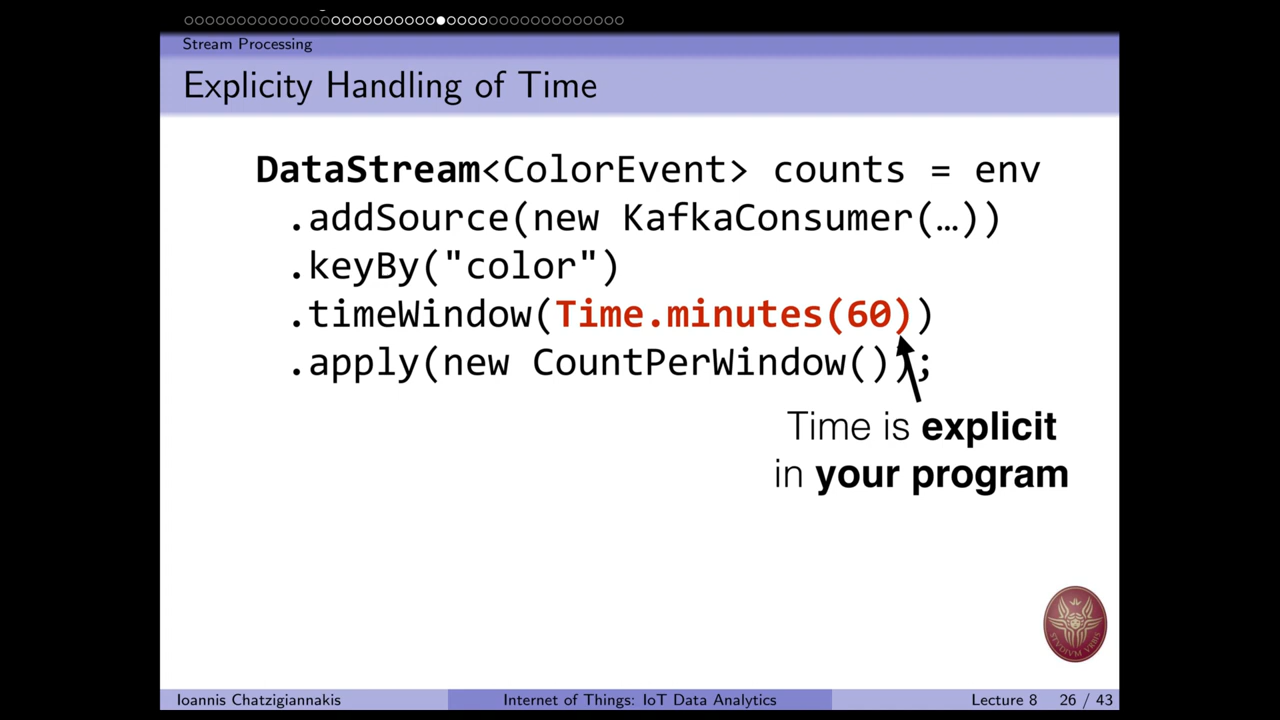 Stream Processing
Explicity Handling of Time
DataStream<ColorEvent> counts = env
.addSource(new KafkaConsumer(…))
.keyBy("color")
.timeWindow(Time.minutes(60))
.apply(new CountPerWindow());
Time is explicit
in your program
STVDIVM VRBIS
Ioannis Chatzigiannakis Internet of Things: IoT Data Analytics Lecture 8 26 / 43